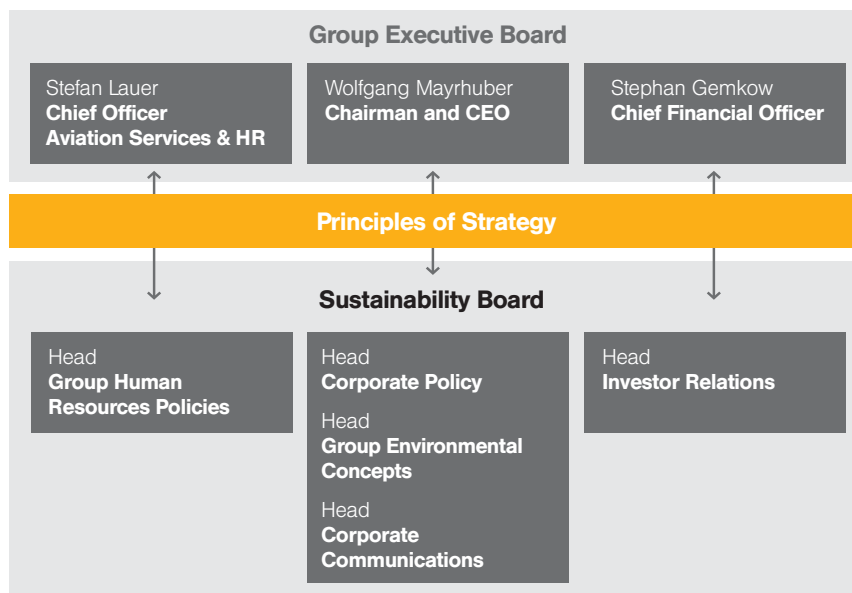 Group Executive Board
Stefan Lauer
Chief Officer
Aviation Services & HR
Wolfgang Mayrhuber
Chairman and CEO
Stephan Gemkow
Chief Financial Officer
Principles of Strategy
Sustainability Board
Head
Group Human
Resources Policies
Head
Corporate Policy
Head
Group Environmental
Concepts
Head
Corporate
Communications
Head
Investor Relations